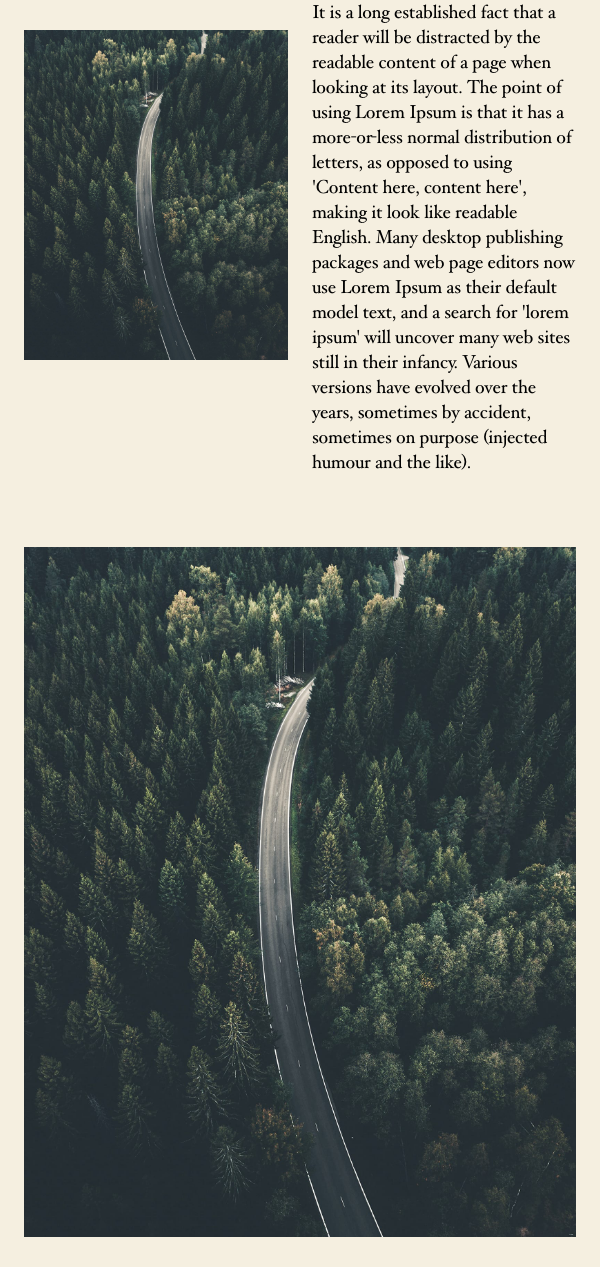 It is a long established fact that a
reader will be distracted by the
readable content of a page when
looking at its layout. The point of
using Lorem Ipsum is that it has a
more-or-less normal distribution of
letters, as opposed to using
'Content here, content here',
making it look like readable
English. Many desktop publishing
packages and web page editors now
use Lorem Ipsum as their default
model text, and a search for 'lorem
ipsum' will uncover many web sites
still in their infancy. Various
versions have evolved over the
years, sometimes by accident,
sometimes on purpose (injected
humour and the like).